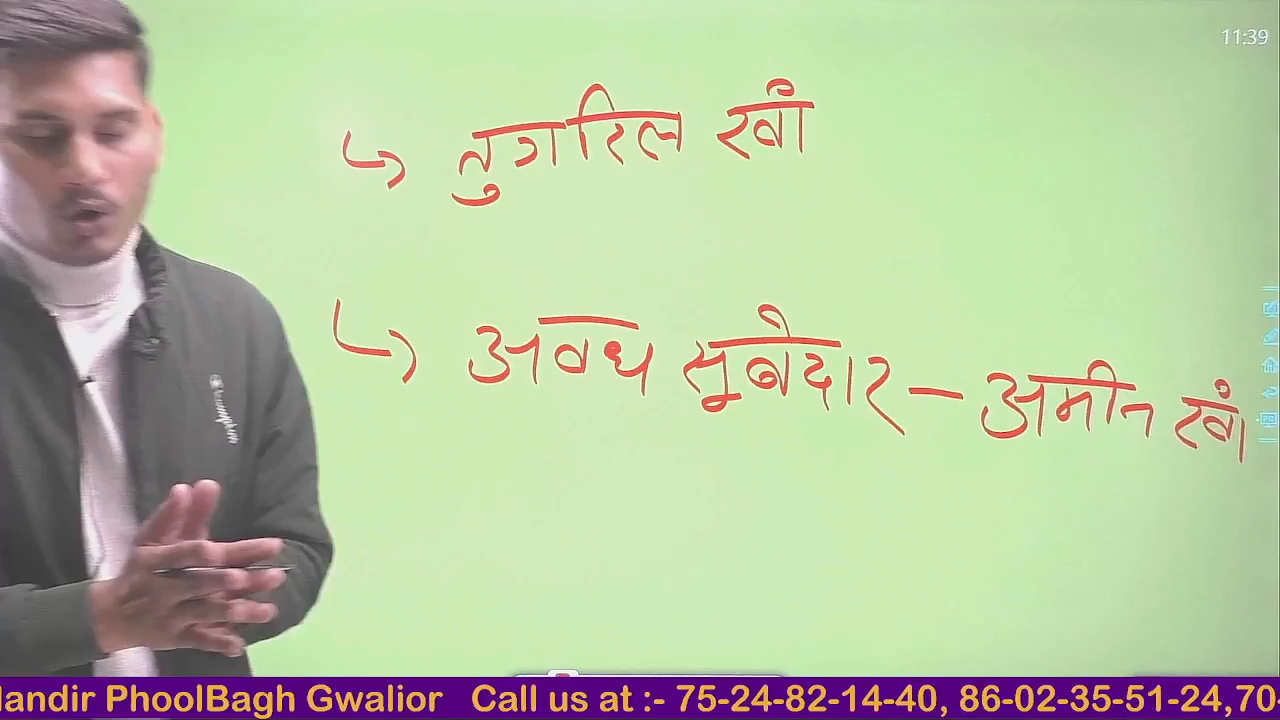 11:39
तुगरिल खाँ
अवध सूबेदार – अमीन खाँ
Mandir PhoolBagh Gwalior Call us at :- 75-24-82-14-40, 86-02-35-51-24,70